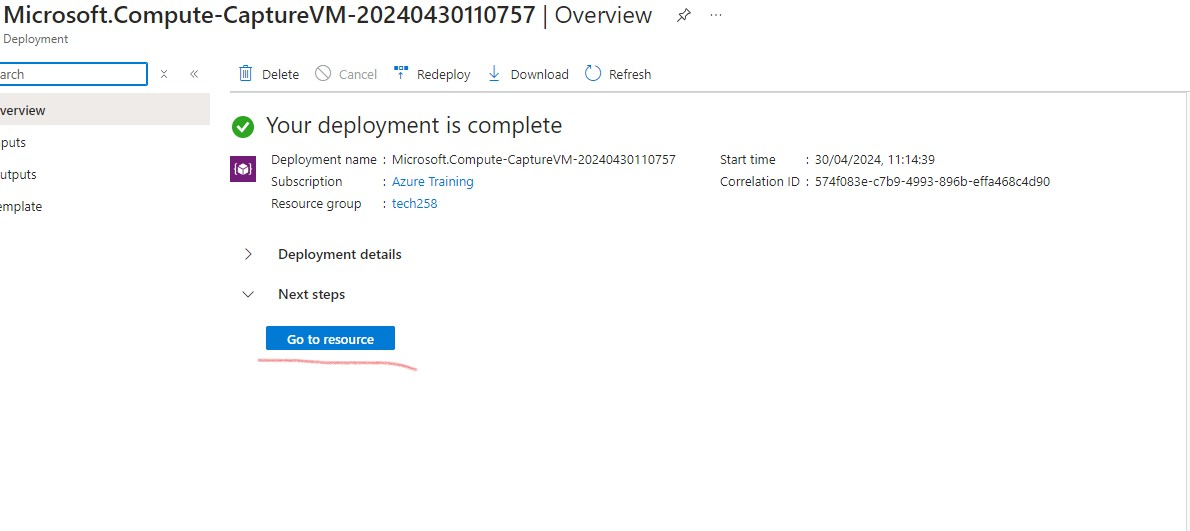 Microsoft.Compute-CaptureVM-20240430110757 | Overview
Deployment
arch
Delete Cancel Redeploy Download Refresh
verview
puts
utputs
emplate
Your deployment is complete
Deployment name : Microsoft.Compute-CaptureVM-20240430110757
Subscription : Azure Training
Resource group : tech258
Start time : 30/04/2024, 11:14:39
Correlation ID : 574f083e-c7b9-4993-896b-effa468c4d90
Deployment details
Next steps
Go to resource